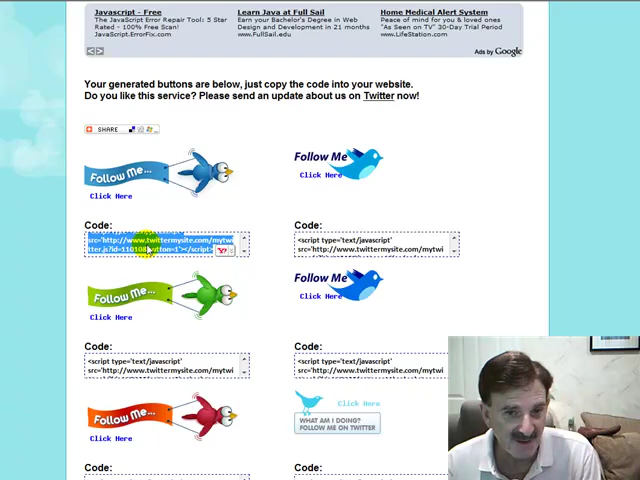 Javascript - Free
The JavaScript Error Repair Tool: 5 Star
Rated - 100% Free Scan!
JavaScript.ErrorFix.com
Learn Java at Full Sail
Earn your Bachelor's Degree in Web
Design and Development in 21 months
www.FullSail.edu
Home Medical Alert System
Peace of mind for you & loved ones
"As Seen on TV" 30-Day Trial Period
www.LifeStation.com
Ads by Google
Your generated buttons are below, just copy the code into your website.
Do you like this service? Please send an update about us on Twitter now!
SHARE
Follow Me...
Click Here
Follow Me
Click Here
Code:
src='http://www.twittermysite.com/mytwi
Code:
<script type='text/javascript'
src='http://www.twittermysite.com/mytwi
Follow Me...
Click Here
Follow Me
Click Here
Code:
<script type='text/javascript'
src='http://www.twittermysite.com/mytwi
Code:
<script type='text/javascript'
src='http://www.twittermysite.com/mytwi
Follow Me...
Click Here
Click Here
WHAT AM I DOING?
FOLLOW ME ON TWITTER
Code:
Code: